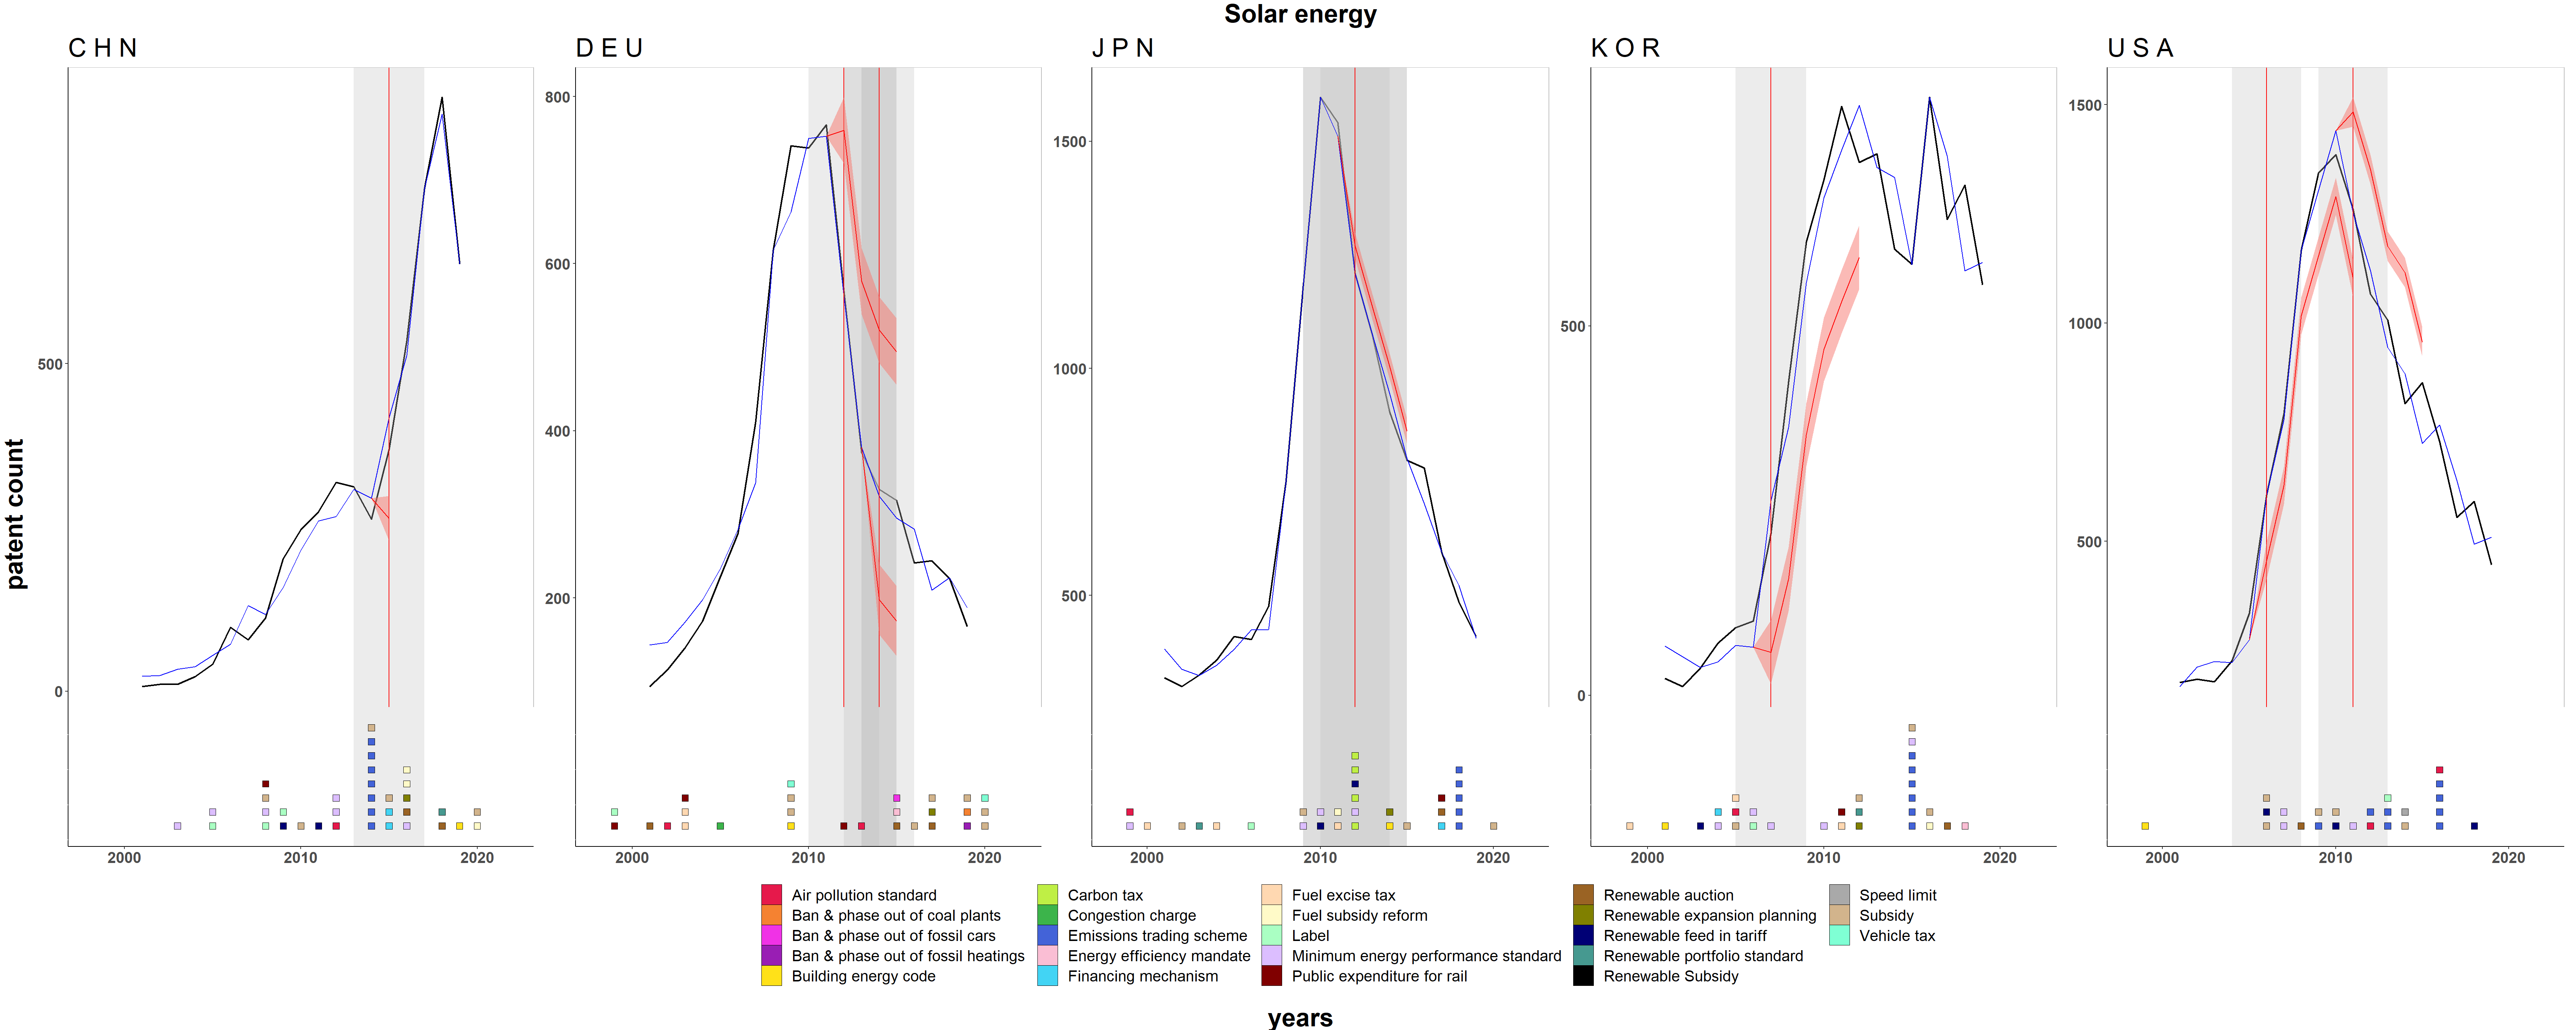 Solar energy
C H N
D E U
J P N
K O R
U S A
patent count
500
0
2000
2010
2020
800
600
400
200
2000
2010
2020
1500
1000
500
2000
2010
2020
500
0
2000
2010
2020
1500
1000
500
2000
2010
2020
Air pollution standard
Ban & phase out of coal plants
Ban & phase out of fossil cars
Ban & phase out of fossil heatings
Building energy code
Carbon tax
Congestion charge
Emissions trading scheme
Energy efficiency mandate
Financing mechanism
Fuel excise tax
Fuel subsidy reform
Label
Minimum energy performance standard
Public expenditure for rail
Renewable auction
Renewable expansion planning
Renewable feed in tariff
Renewable portfolio standard
Renewable Subsidy
Speed limit
Subsidy
Vehicle tax
years